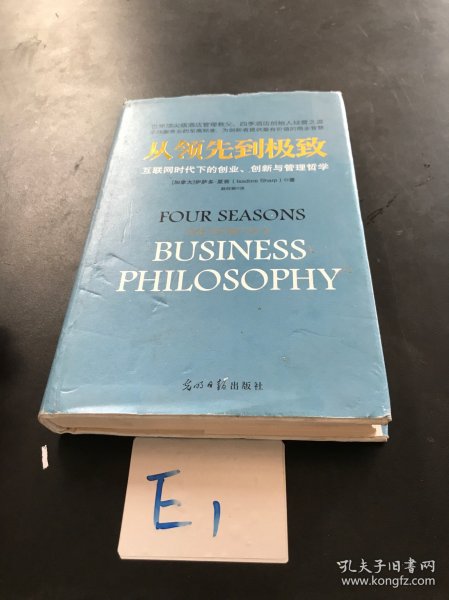 从领先到极致
互联网时代下的创业、创新与管理哲学
FOUR SEASONS
BUSINESS
PHILOSOPHY
光明日报出版社
E1
孔夫子旧书网
www.kongfz.com